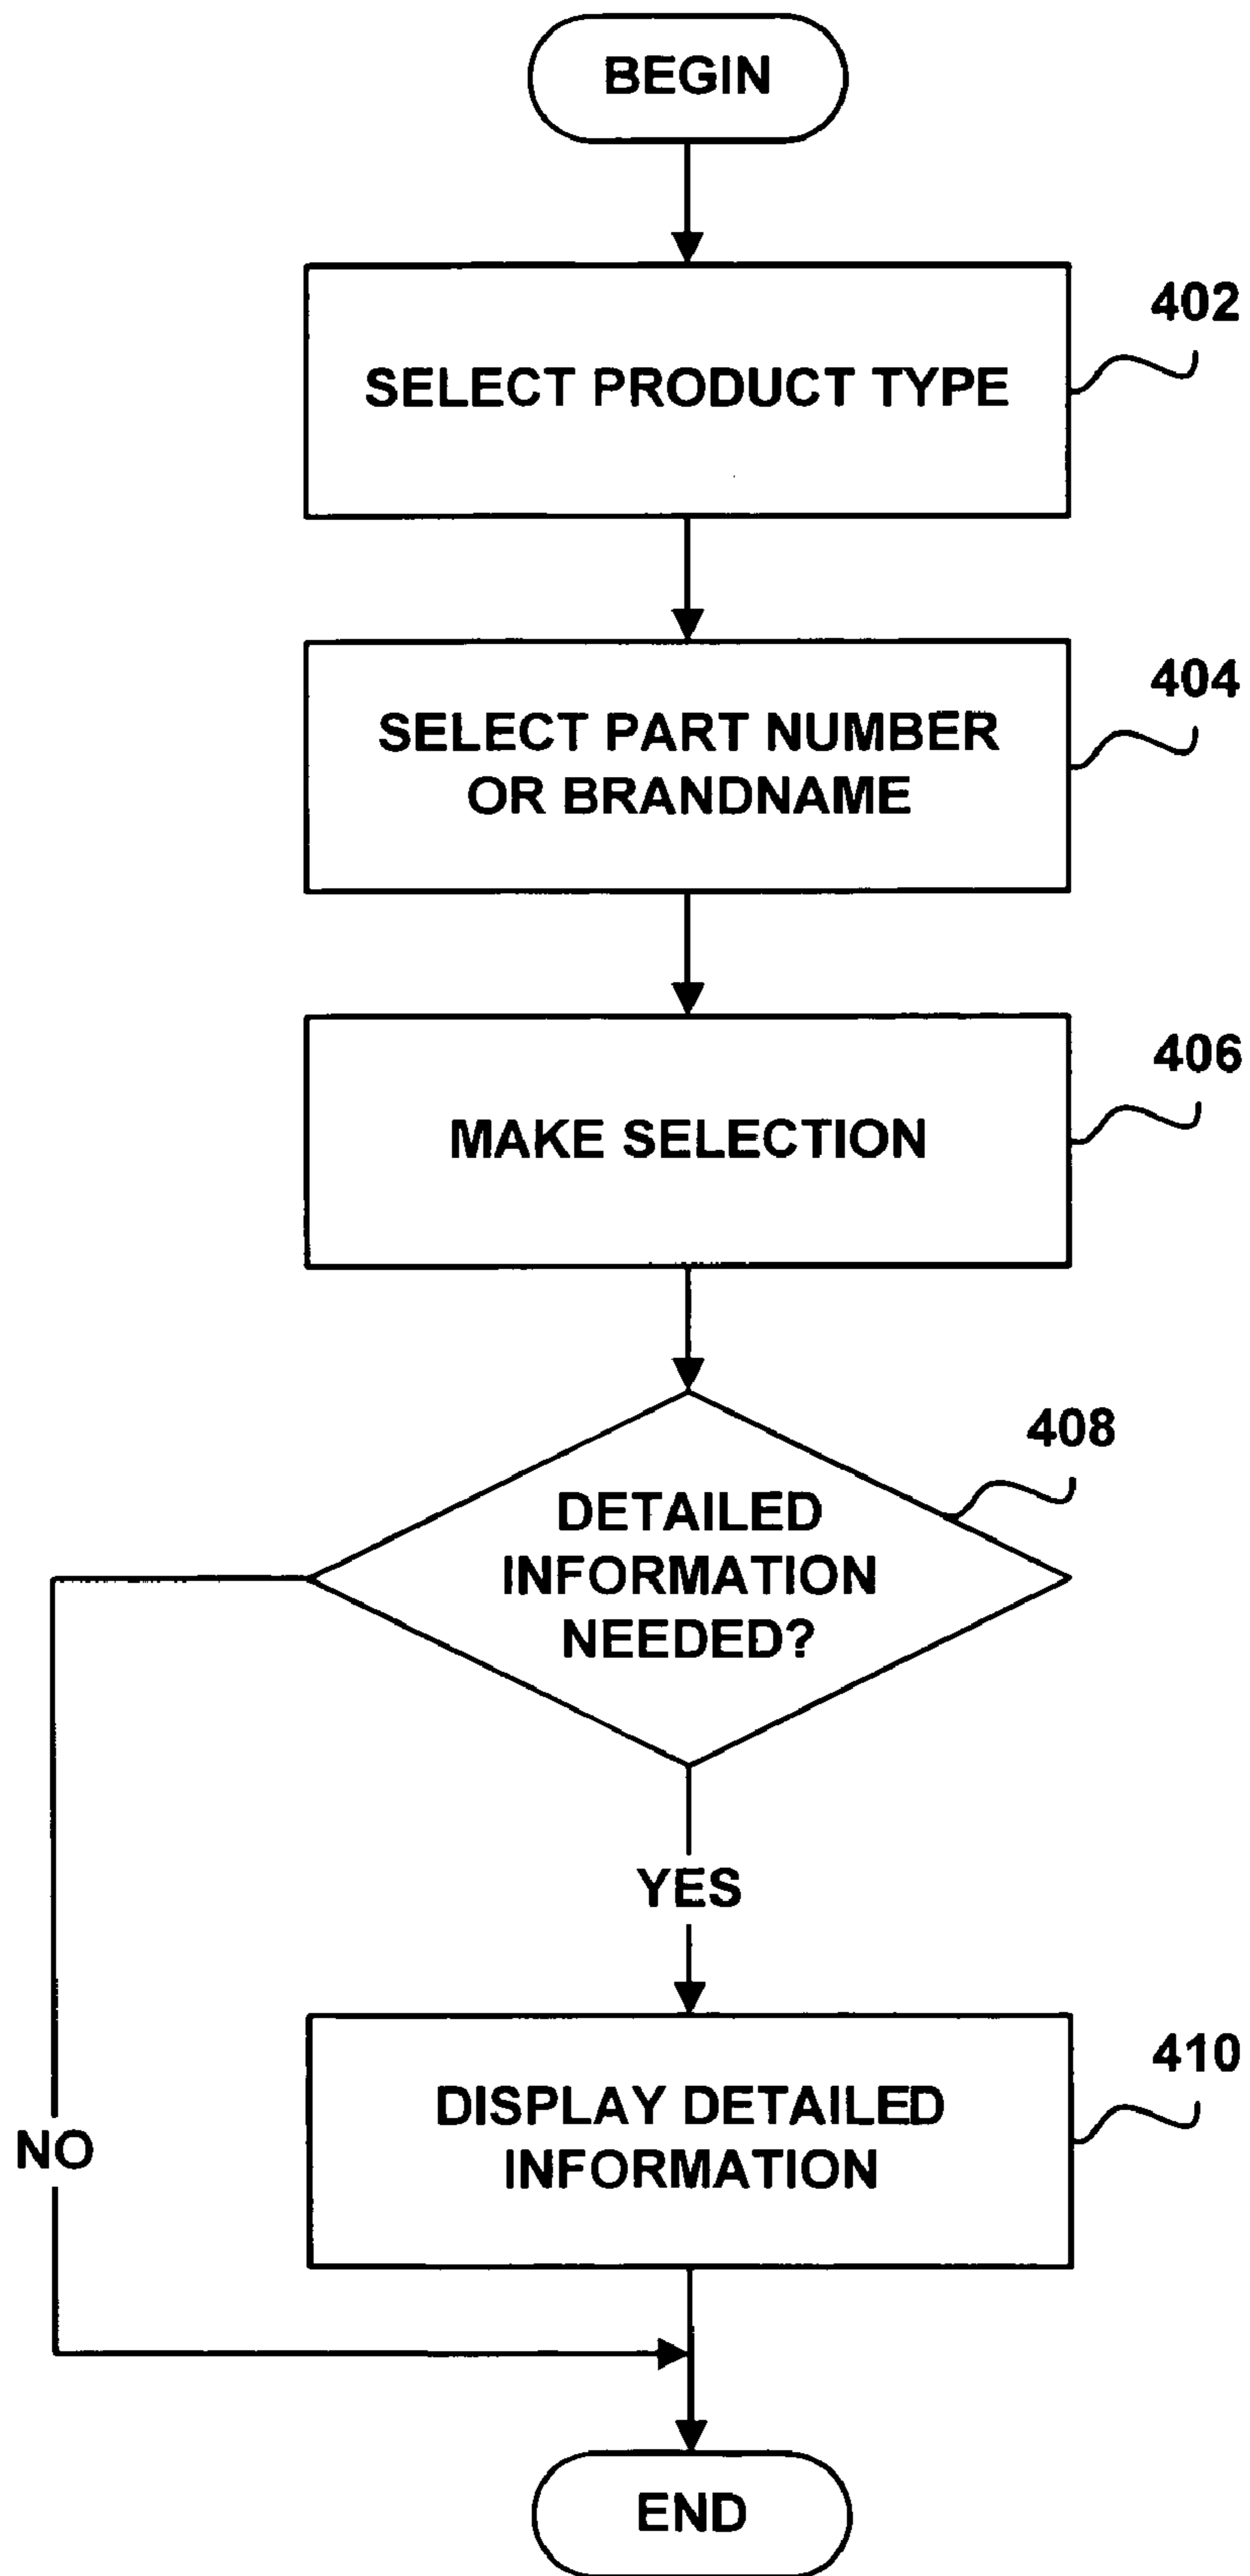 BEGIN
402
SELECT PRODUCT TYPE
404
SELECT PART NUMBER
OR BRANDNAME
406
MAKE SELECTION
408
DETAILED
INFORMATION
NEEDED?
YES
410
DISPLAY DETAILED
INFORMATION
NO
END